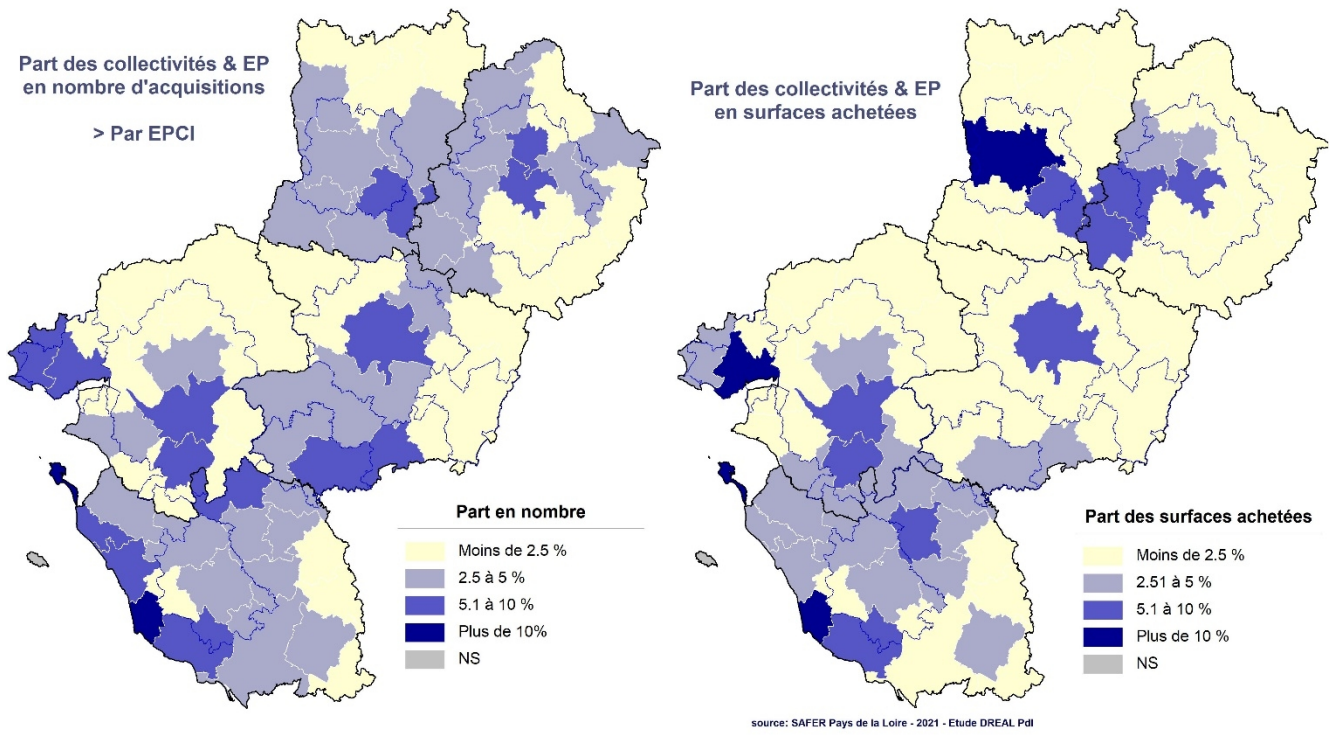 Part des collectivités & EP
en nombre d'acquisitions
> Par EPCI
Part en nombre
Moins de 2.5 %
2.5 à 5 %
5.1 à 10 %
Plus de 10%
NS
Part des collectivités & EP
en surfaces achetées
Part des surfaces achetées
Moins de 2.5 %
2.51 à 5 %
5.1 à 10 %
Plus de 10 %
NS
source: SAFER Pays de la Loire - 2021 - Etude DREAL Pdl